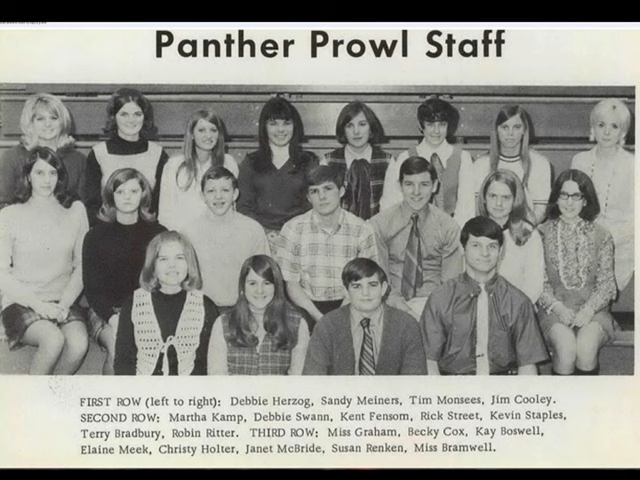 Panther Prowl Staff
FIRST ROW (left to right): Debbie Herzog, Sandy Meiners, Tim Monsees, Jim Cooley.
SECOND ROW: Martha Kamp, Debbie Swann, Kent Fensom, Rick Street, Kevin Staples,
Terry Bradbury, Robin Ritter. THIRD ROW: Miss Graham, Becky Cox, Kay Boswell,
Elaine Meek, Christy Holter, Janet McBride, Susan Renken, Miss Bramwell.